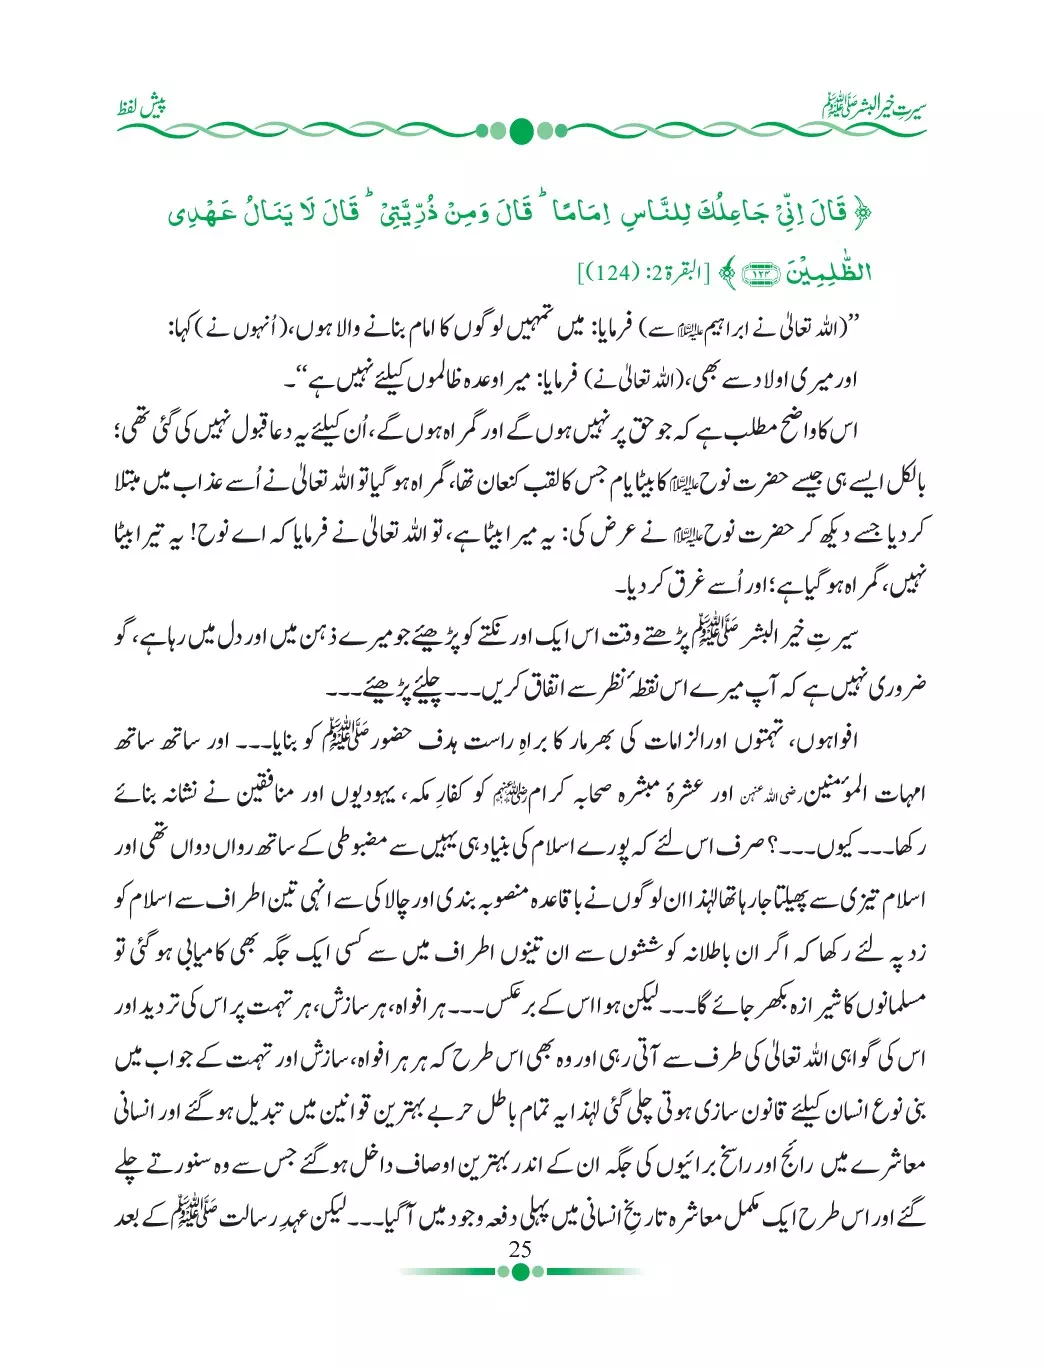 سیرتِ خیر البشر ﷺ
پیش لفظ
﴿ قَالَ اِنِّیْ جَاعِلُكَ لِلنَّاسِ اِمَامًا ؕ قَالَ وَمِنْ ذُرِّیَّتِیْ ؕ قَالَ لَا یَنَالُ عَهْدِی
الظّٰلِمِیْنَ ۝۱۲۴ ﴾ [البقرۃ2: (124)]
’’(اللہ تعالیٰ نے ابراہیم علیہ السلام سے) فرمایا: میں تمہیں لوگوں کا امام بنانے والا ہوں،(اُنہوں نے) کہا:
اور میری اولاد سے بھی،(اللہ تعالیٰ نے) فرمایا: میرا وعدہ ظالموں کیلئے نہیں ہے‘‘۔
اس کا واضح مطلب ہے کہ جو حق پر نہیں ہوں گے اور گمراہ ہوں گے، اُن کیلئے یہ دعا قبول نہیں کی گئی تھی؛
بالکل ایسے ہی جیسے حضرت نوح علیہ السلام کا بیٹا یام جس کا لقب کنعان تھا، گمراہ ہو گیا تو اللہ تعالیٰ نے اُسے عذاب میں مبتلا
کر دیا جسے دیکھ کر حضرت نوح علیہ السلام نے عرض کی: یہ میرا بیٹا ہے، تو اللہ تعالیٰ نے فرمایا کہ اے نوح! یہ تیرا بیٹا
نہیں، گمراہ ہو گیا ہے؛ اور اُسے غرق کر دیا۔
سیرتِ خیر البشر ﷺ پڑھتے وقت اس ایک اور نکتے کو پڑھیئے جو میرے ذہن میں اور دل میں رہا ہے، گو
ضروری نہیں ہے کہ آپ میرے اس نقطۂ نظر سے اتفاق کریں۔۔۔ چلیئے پڑھیئے۔۔۔
افواہوں، تہمتوں اور الزامات کی بھرمار کا براہِ راست ہدف حضور ﷺ کو بنایا۔۔۔ اور ساتھ ساتھ
امہات المؤمنین رضی اللہ عنہن اور عشرۂ مبشرہ صحابہ کرام رضی اللہ عنہم کو کفارِ مکہ، یہودیوں اور منافقین نے نشانہ بنائے
رکھا۔۔۔ کیوں۔۔۔؟ صرف اس لئے کہ پورے اسلام کی بنیاد ہی یہیں سے مضبوطی کے ساتھ رواں دواں تھی اور
اسلام تیزی سے پھیلتا جا رہا تھا لہٰذا ان لوگوں نے باقاعدہ منصوبہ بندی اور چالاکی سے انہی تین اطراف سے اسلام کو
زد پہ لئے رکھا کہ اگر ان باطلانہ کوششوں سے ان تینوں اطراف میں سے کسی ایک جگہ بھی کامیابی ہو گئی تو
مسلمانوں کا شیرازہ بکھر جائے گا۔۔۔ لیکن ہوا اس کے برعکس۔۔۔ ہر افواہ، ہر سازش، ہر تہمت پر اس کی تردید اور
اس کی گواہی اللہ تعالیٰ کی طرف سے آتی رہی اور وہ بھی اس طرح کہ ہر ہر افواہ، سازش اور تہمت کے جواب میں
بنی نوع انسان کیلئے قانون سازی ہوتی چلی گئی لہٰذا یہ تمام باطل حربے بہترین قوانین میں تبدیل ہو گئے اور انسانی
معاشرے میں رائج اور راسخ برائیوں کی جگہ ان کے اندر بہترین اوصاف داخل ہو گئے جس سے وہ سنورتے چلے
گئے اور اس طرح ایک مکمل معاشرہ تاریخِ انسانی میں پہلی دفعہ وجود میں آ گیا۔۔۔ لیکن عہدِ رسالت ﷺ کے بعد
25